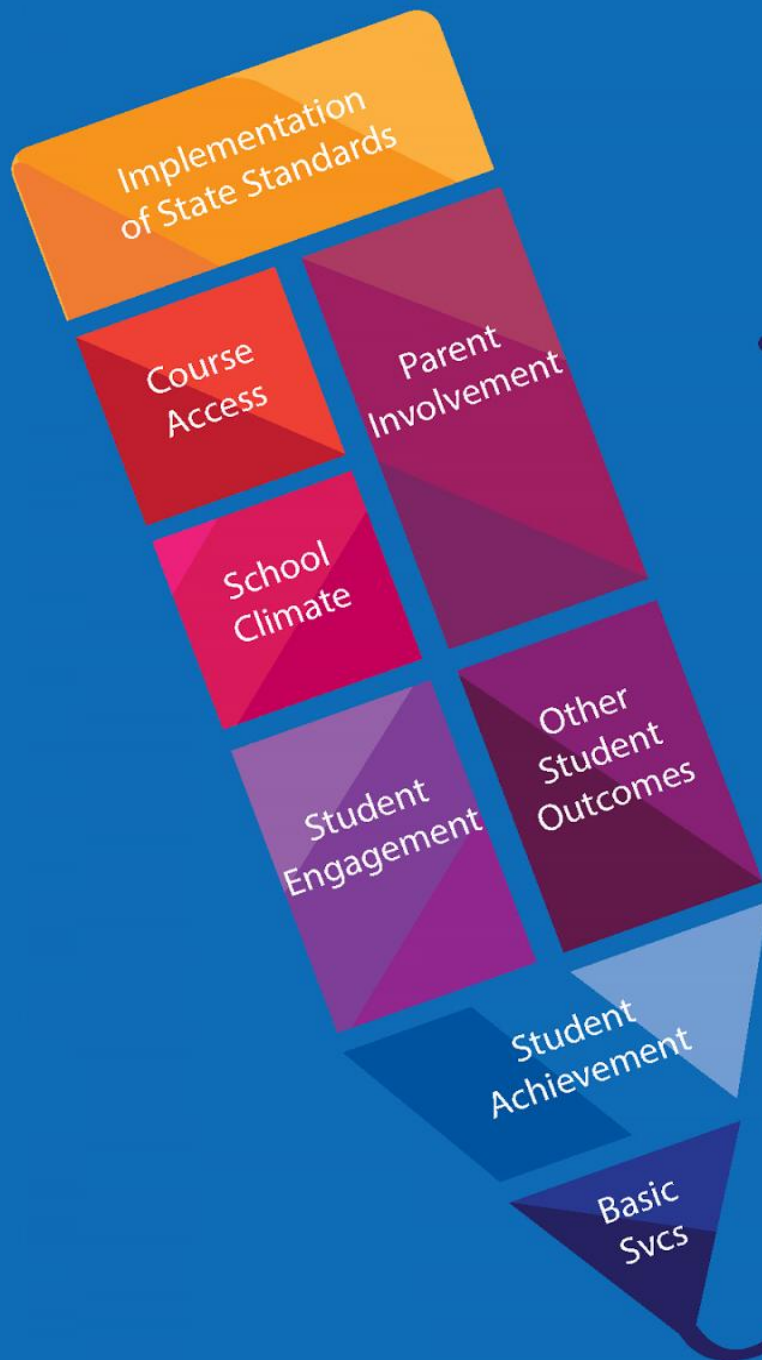 Implementation
of State Standards
Course
Access
Parent
Involvement
School
Climate
Other
Student
Outcomes
Student
Engagement
Student
Achievement
Basic
Svcs